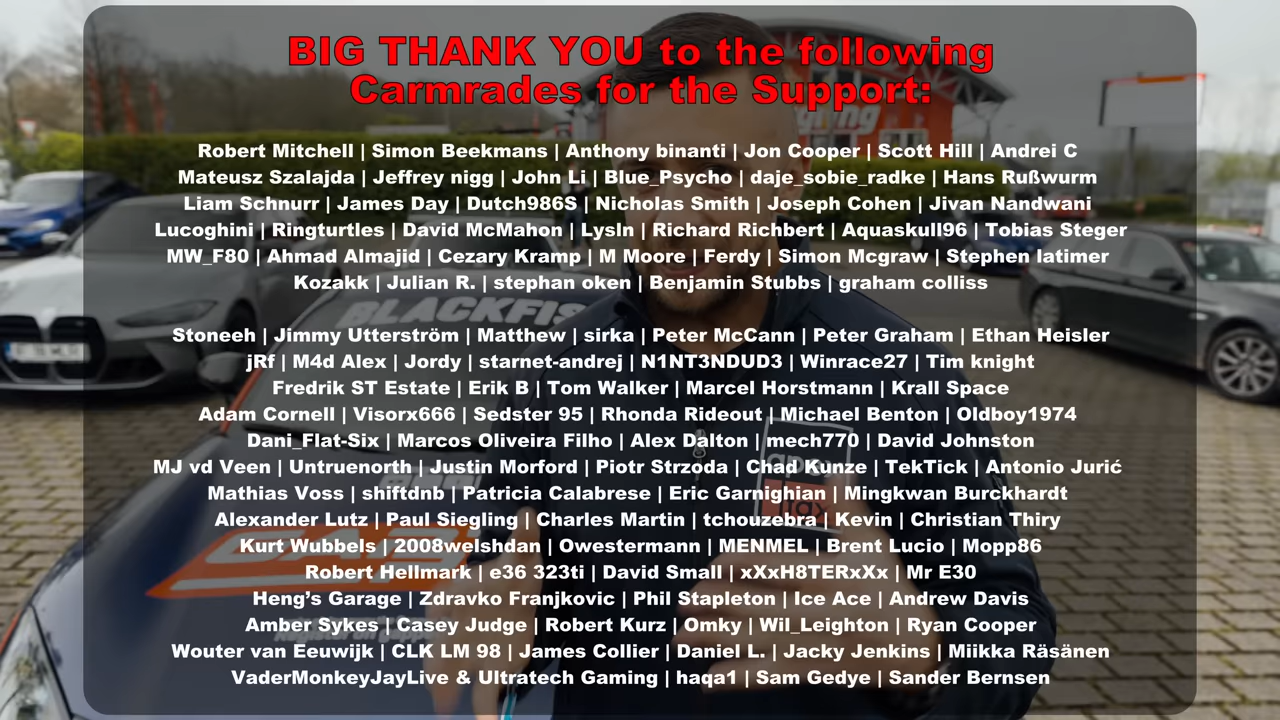 BIG THANK YOU to the following
Carmrades for the Support:
Robert Mitchell | Simon Beekmans | Anthony binanti | Jon Cooper | Scott Hill | Andrei C
Mateusz Szalajda | Jeffrey nigg | John Li | Blue_Psycho | daje_sobie_radke | Hans Rußwurm
Liam Schnurr | James Day | Dutch986S | Nicholas Smith | Joseph Cohen | Jivan Nandwani
Lucoghini | Ringturtles | David McMahon | LysIn | Richard Richbert | Aquaskull96 | Tobias Steger
MW_F80 | Ahmad Almajid | Cezary Kramp | M Moore | Ferdy | Simon Mcgraw | Stephen latimer
Kozakk | Julian R. | stephan oken | Benjamin Stubbs | graham colliss
Stoneeh | Jimmy Utterström | Matthew | sirka | Peter McCann | Peter Graham | Ethan Heisler
jRf | M4d Alex | Jordy | starnet-andrej | N1NT3NDUD3 | Winrace27 | Tim knight
Fredrik ST Estate | Erik B | Tom Walker | Marcel Horstmann | Krall Space
Adam Cornell | Visorx666 | Sedster 95 | Rhonda Rideout | Michael Benton | Oldboy1974
Dani_Flat-Six | Marcos Oliveira Filho | Alex Dalton | mech770 | David Johnston
MJ vd Veen | Untruenorth | Justin Morford | Piotr Strzoda | Chad Kunze | TekTick | Antonio Jurić
Mathias Voss | shiftdnb | Patricia Calabrese | Eric Garnighian | Mingkwan Burckhardt
Alexander Lutz | Paul Siegling | Charles Martin | tchouzebra | Kevin | Christian Thiry
Kurt Wubbels | 2008welshdan | Owestermann | MENMEL | Brent Lucio | Mopp86
Robert Hellmark | e36 323ti | David Small | xXxH8TERxXx | Mr E30
Heng’s Garage | Zdravko Franjkovic | Phil Stapleton | Ice Ace | Andrew Davis
Amber Sykes | Casey Judge | Robert Kurz | Omky | Wil_Leighton | Ryan Cooper
Wouter van Eeuwijk | CLK LM 98 | James Collier | Daniel L. | Jacky Jenkins | Miikka Räsänen
VaderMonkeyJayLive & Ultratech Gaming | haqa1 | Sam Gedye | Sander Bernsen